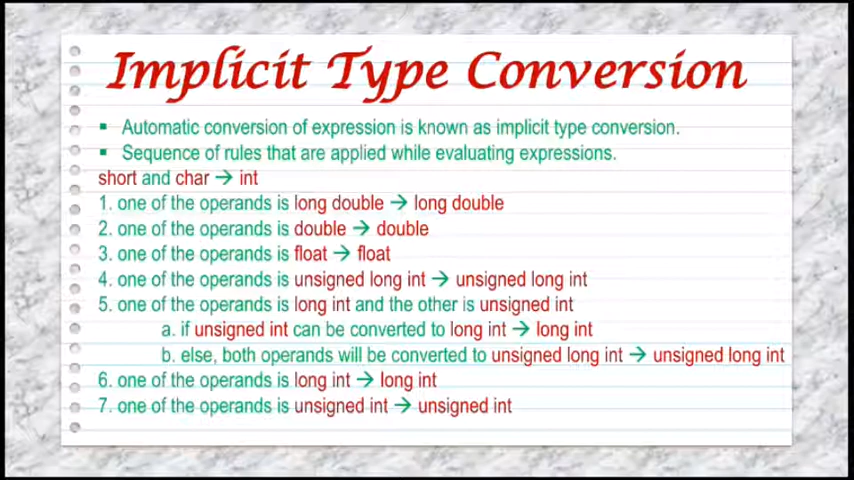 Implicit Type Conversion
▪ Automatic conversion of expression is known as implicit type conversion.
▪ Sequence of rules that are applied while evaluating expressions.
short and char → int
1. one of the operands is long double → long double
2. one of the operands is double → double
3. one of the operands is float → float
4. one of the operands is unsigned long int → unsigned long int
5. one of the operands is long int and the other is unsigned int
a. if unsigned int can be converted to long int → long int
b. else, both operands will be converted to unsigned long int → unsigned long int
6. one of the operands is long int → long int
7. one of the operands is unsigned int → unsigned int